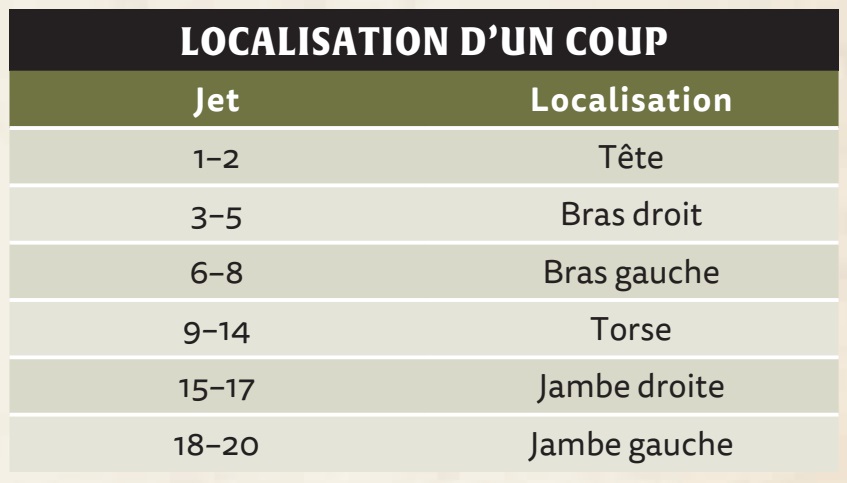 LOCALISATION D'UN COUP
Jet Localisation
1–2 Tête
3–5 Bras droit
6–8 Bras gauche
9–14 Torse
15–17 Jambe droite
18–20 Jambe gauche